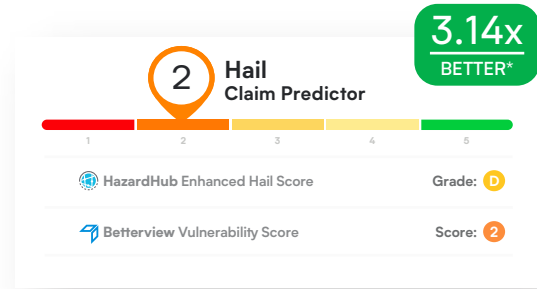 3.14x
BETTER*
2
Hail
Claim Predictor
1 2 3 4 5
HazardHub Enhanced Hail Score Grade: D
Betterview Vulnerability Score Score: 2